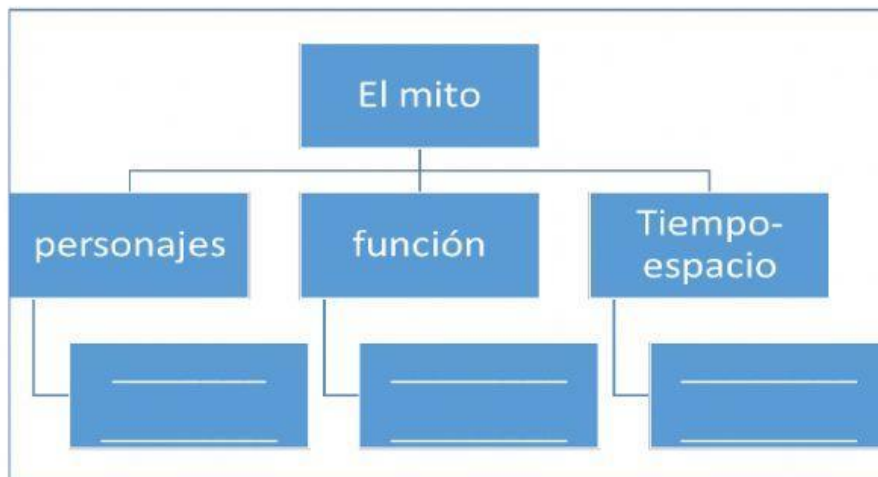 El mito
personajes
función
Tiempo-
espacio